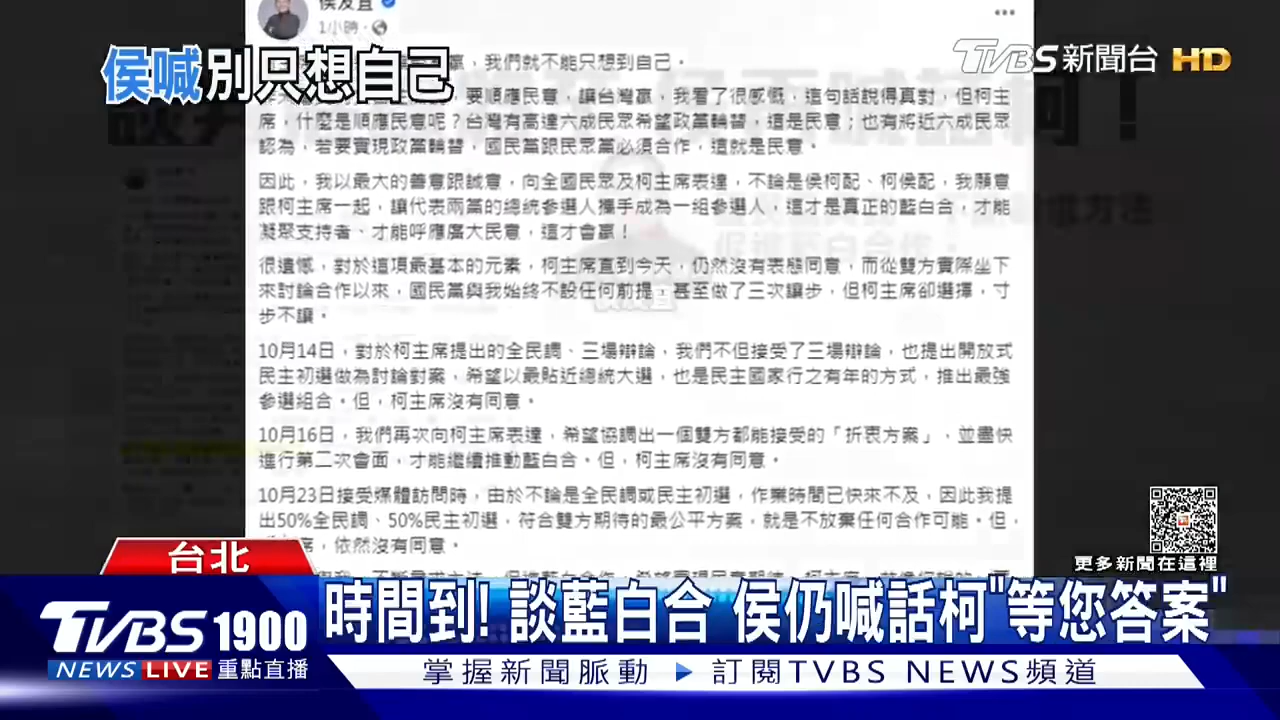 侯友宜
1小時
侯喊別只想自己
TVBS新聞台 HD
贏，我們就不能只想到自己。
要順應民意，讓台灣贏，我看了很感慨，這句話說得真對，但柯主
席，什麼是順應民意呢？台灣有高達六成民眾希望政黨輪替，這是民意；也有將近六成民眾
認為，若要實現政黨輪替，國民黨跟民眾黨必須合作，這就是民意。
因此，我以最大的善意跟誠意，向全國民眾及柯主席表達，不論是侯柯配、柯侯配，我願意
跟柯主席一起，讓代表兩黨的總統參選人攜手成為一組參選人，這才是真正的藍白合，才能
凝聚支持者、才能呼應廣大民意，這才會贏！
很遺憾，對於這項最基本的元素，柯主席直到今天，仍然沒有表態同意，而從雙方實際坐下
來討論合作以來，國民黨與我始終不設任何前提，甚至做了三次讓步，但柯主席卻選擇，寸
步不讓。
10月14日，對於柯主席提出的全民調、三場辯論，我們不但接受了三場辯論，也提出開放式
民主初選做為討論對案，希望以最貼近總統大選，也是民主國家行之有年的方式，推出最強
參選組合。但，柯主席沒有同意。
10月16日，我們再次向柯主席表達，希望協調出一個雙方都能接受的「折衷方案」，並盡快
進行第二次會面，才能繼續推動藍白合。但，柯主席沒有同意。
10月23日接受媒體訪問時，由於不論是全民調或民主初選，作業時間已快來不及，因此我提
出50%全民調、50%民主初選，符合雙方期待的最公平方案，就是不放棄任何合作可能。但，
席，依然沒有同意。
更多新聞在這裡
台北
TVBS 1900
NEWS LIVE 重點直播
時間到! 談藍白合 侯仍喊話柯"等您答案"
掌握新聞脈動 ▶ 訂閱TVBS NEWS頻道